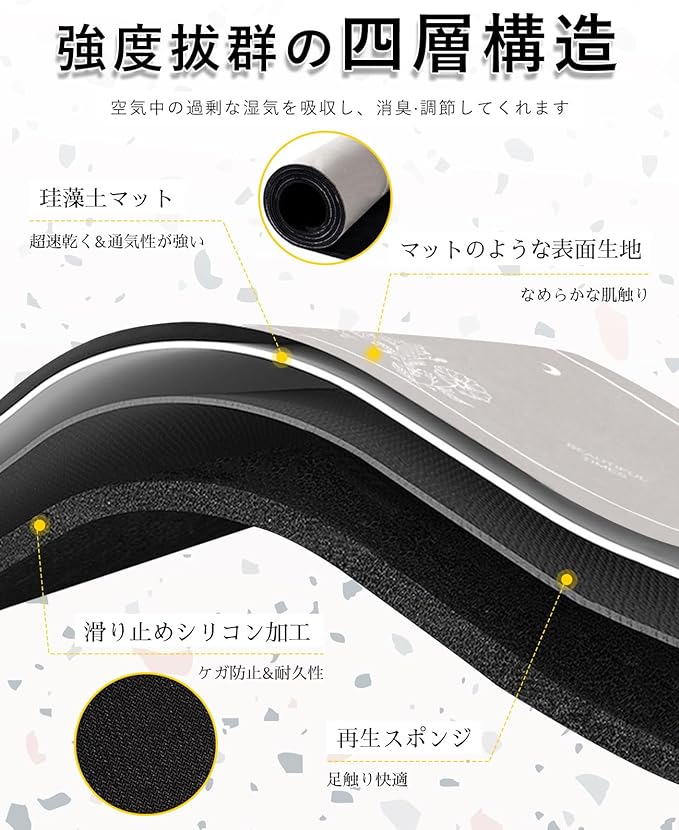 強度抜群の四層構造
空気中の過剰な湿気を吸収し、消臭·調節してくれます
珪藻土マット
超速乾く&通気性が強い
マットのような表面生地
なめらかな肌触り
BEAUTIFUL
TIMES
滑り止めシリコン加工
ケガ防止&耐久性
再生スポンジ
足触り快適